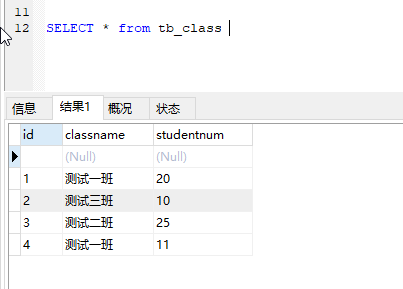 11
12 SELECT * from tb_class
信息 结果1 概况 状态
id classname studentnum
(Null) (Null)
1 测试一班 20
2 测试三班 10
3 测试二班 25
4 测试一班 11